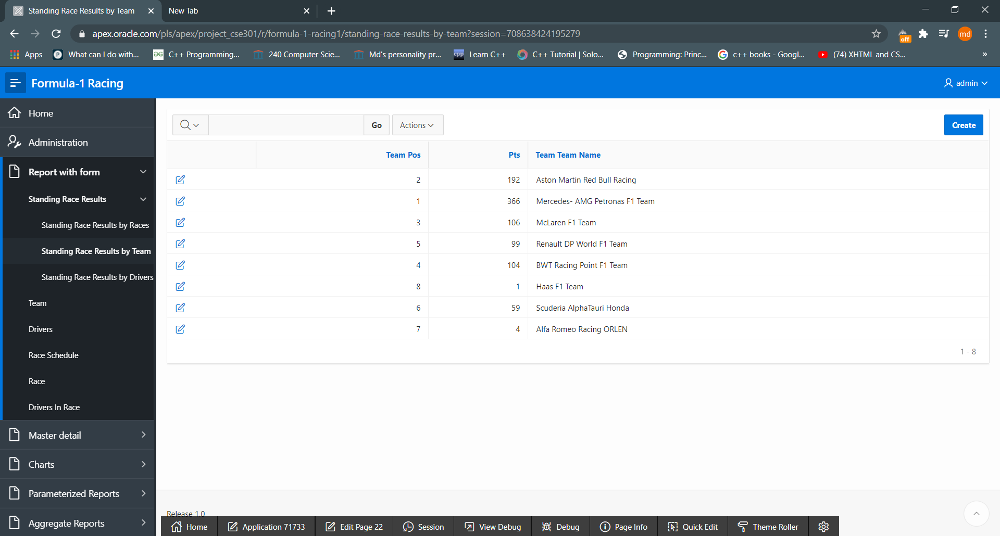 Standing Race Results by Team
New Tab
apex.oracle.com/pls/apex/project_cse301/r/formula-1-racing1/standing-race-results-by-team?session=708638424195279
off
md
Apps
What can I do with...
C++ Programming...
240 Computer Scie...
Md's personality pr...
cpp
Learn C++
C++ Tutorial | Solo...
Programming: Princ...
c++ books - Googl...
(74) XHTML and CS...
»
Formula-1 Racing
admin
Home
Administration
Report with form
Standing Race Results
Standing Race Results by Races
Standing Race Results by Team
Standing Race Results by Drivers
Team
Drivers
Race Schedule
Race
Drivers In Race
Master detail
Charts
Parameterized Reports
Aggregate Reports
Go
Actions
Create
Team Pos Pts Team Team Name
2 192 Aston Martin Red Bull Racing
1 366 Mercedes- AMG Petronas F1 Team
3 106 McLaren F1 Team
5 99 Renault DP World F1 Team
4 104 BWT Racing Point F1 Team
8 1 Haas F1 Team
6 59 Scuderia AlphaTauri Honda
7 4 Alfa Romeo Racing ORLEN
1 - 8
Release 1.0
Home
Application 71733
Edit Page 22
Session
View Debug
Debug
Page Info
Quick Edit
Theme Roller